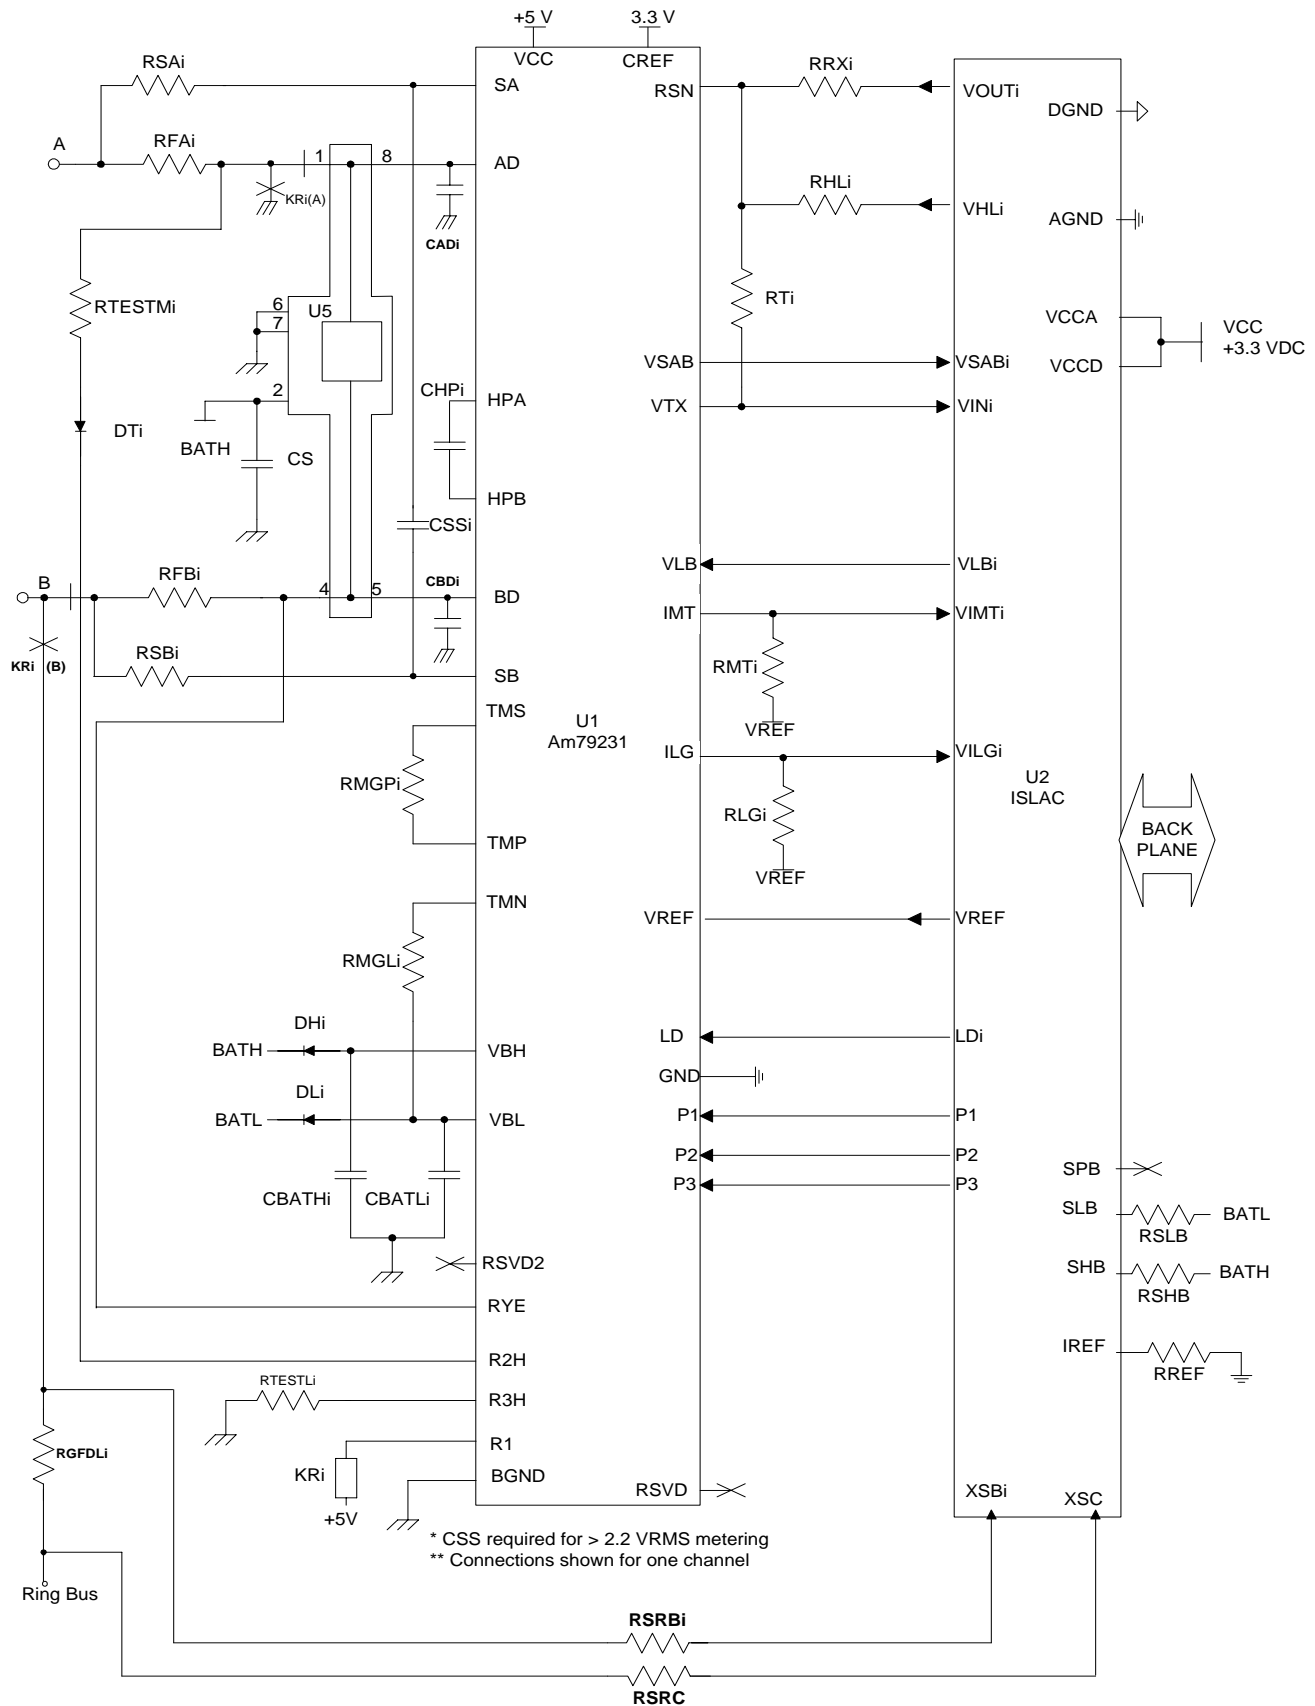 +5 V
3.3 V
VCC
CREF
RSAi
SA
RSN
RRXi
VOUTi
DGND
A
RFAi
1
8
AD
KRi(A)
CADi
RHLi
VHLi
AGND
RTESTMi
6
7
U5
RTi
VCCA
VCC
+3.3 VDC
VCCD
VSAB
VSABi
2
CHPi
HPA
VTX
VINi
DTi
BATH
CS
HPB
CSSi
VLB
VLBi
B
RFBi
4
5
CBDi
BD
IMT
VIMTi
KRi (B)
RSBi
SB
RMTi
VREF
TMS
U1
Am79231
ILG
VILGi
U2
ISLAC
RMGPi
RLGi
BACK
PLANE
TMP
VREF
TMN
VREF
VREF
RMGLi
DHi
BATH
VBH
LD
LDi
GND
DLi
BATL
VBL
P1
P1
P2
P2
P3
P3
SPB
CBATHi
CBATLi
SLB
BATL
RSLB
RSVD2
SHB
BATH
RSHB
RYE
IREF
RREF
R2H
RTESTLi
R3H
RGFDLi
R1
KRi
BGND
RSVD
XSBi
XSC
+5V
* CSS required for > 2.2 VRMS metering
** Connections shown for one channel
Ring Bus
RSRBi
RSRC